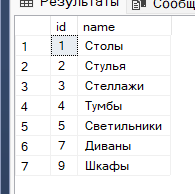 Результаты Сообщ
id name
1 1 Столы
2 2 Стулья
3 3 Стеллажи
4 4 Тумбы
5 5 Светильники
6 7 Диваны
7 9 Шкафы